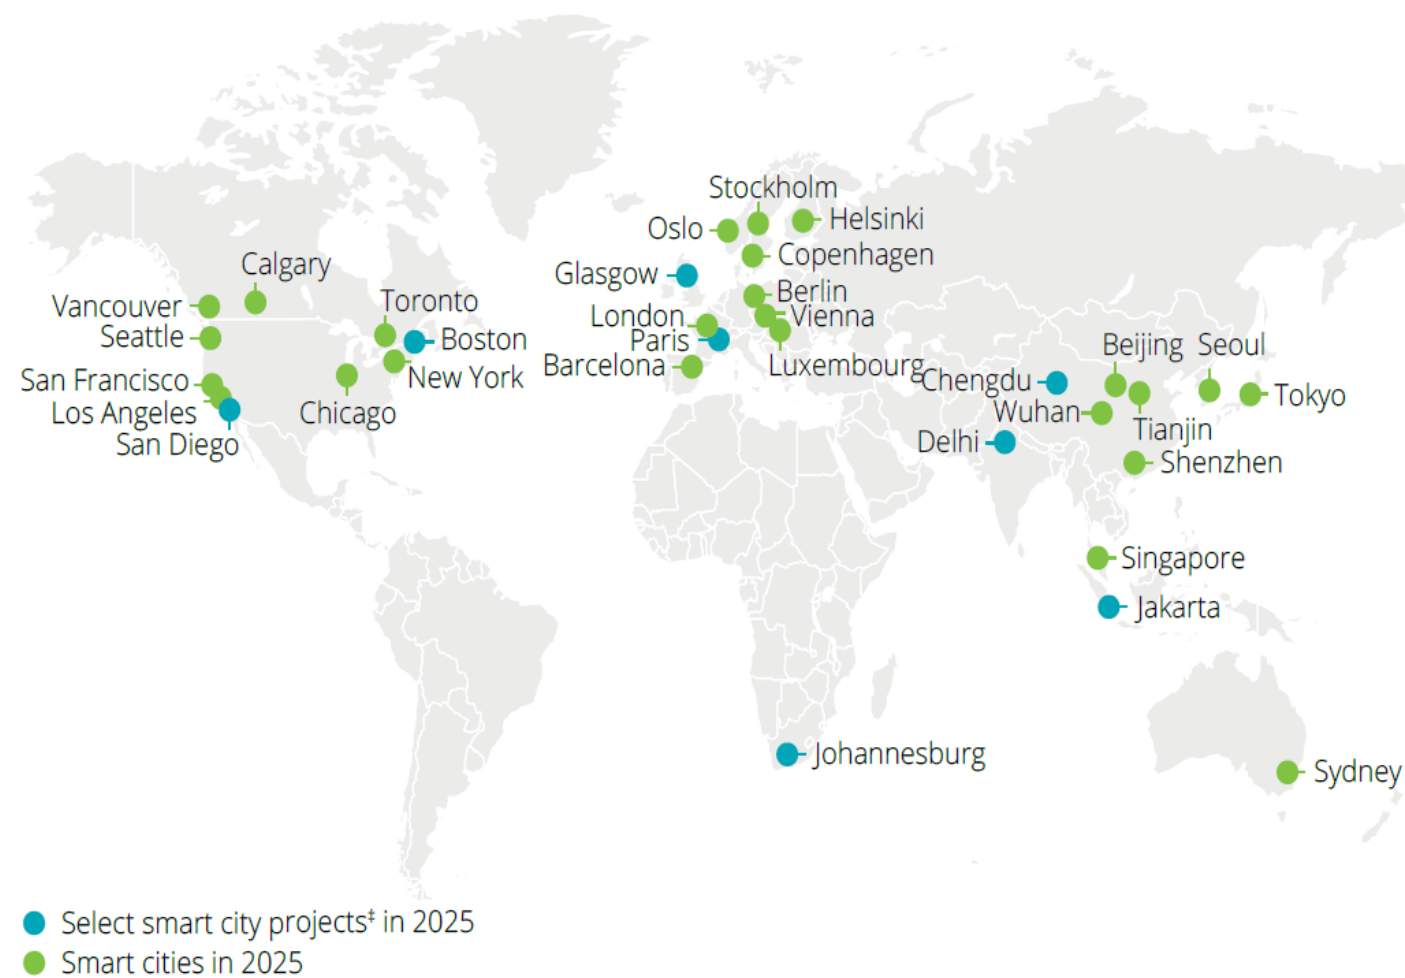 Stockholm
Oslo
Helsinki
Copenhagen
Calgary
Glasgow
Berlin
Vancouver
Toronto
London
Vienna
Seattle
Boston
Paris
Luxembourg
Barcelona
Beijing
Seoul
San Francisco
New York
Chengdu
Tokyo
Los Angeles
Chicago
Wuhan
Tianjin
San Diego
Delhi
Shenzhen
Singapore
Jakarta
Johannesburg
Sydney
Select smart city projects‡ in 2025
Smart cities in 2025